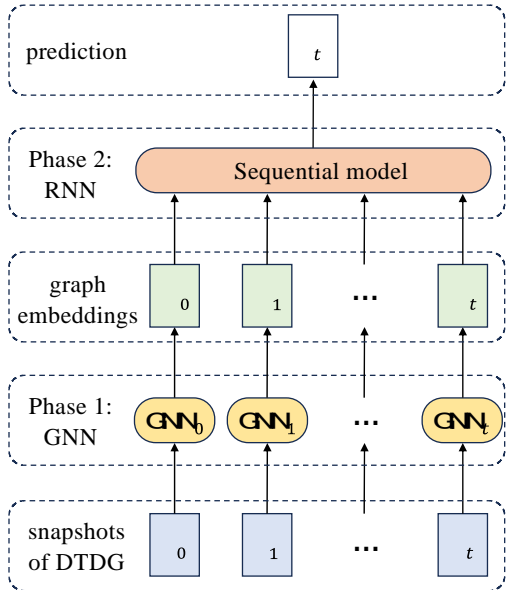 t
prediction
Phase 2:
RNN
Sequential model
graph
embeddings
0
1
...
t
Phase 1:
GNN
GNN0
GNN1
...
GNNt
snapshots
of DTDG
0
1
...
t